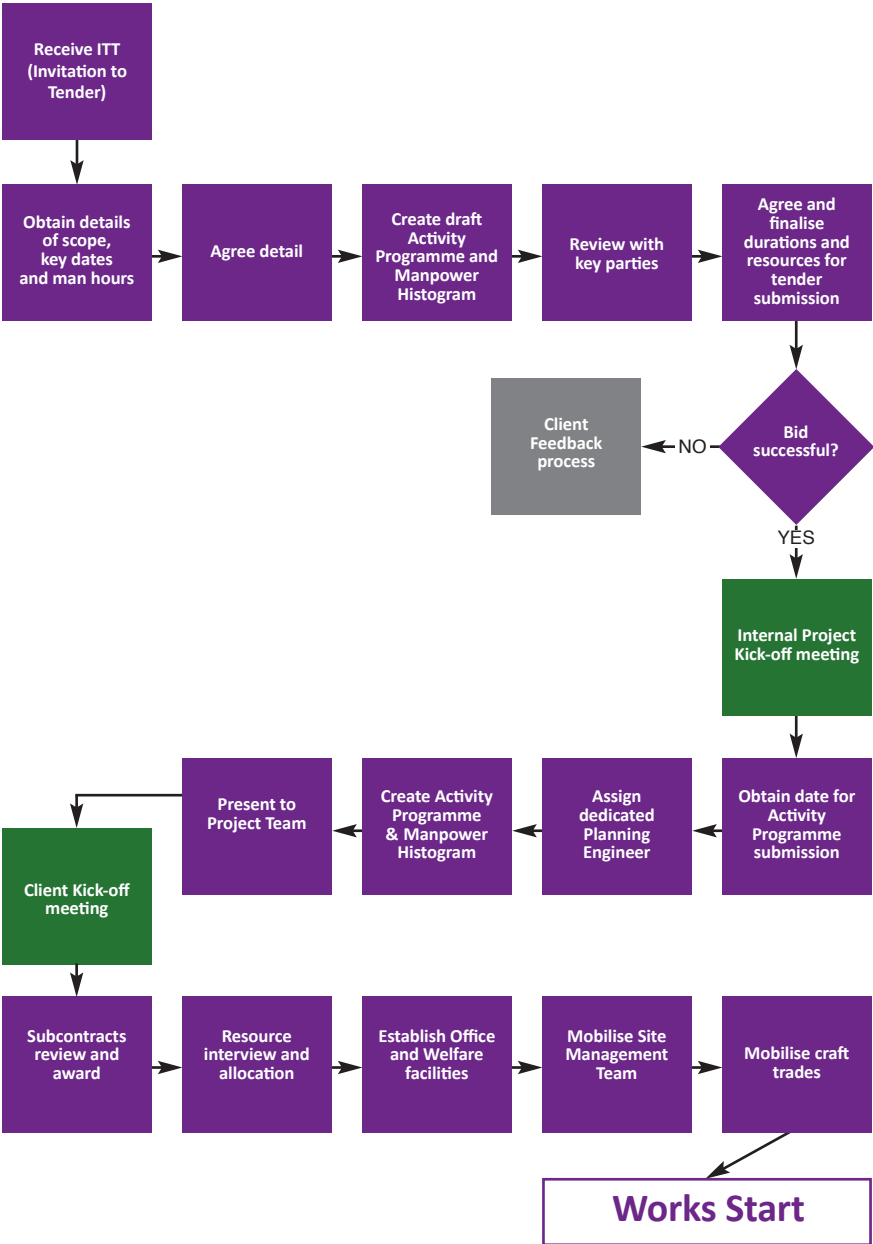 Receive ITT
(Invitation to
Tender)
Obtain details
of scope,
key dates
and man hours
Agree detail
Create draft
Activity
Programme and
Manpower
Histogram
Review with
key parties
Agree and
finalise
durations and
resources for
tender
submission
Bid
successful?
NO
Client
Feedback
process
YES
Internal Project
Kick-off meeting
Obtain date for
Activity
Programme
submission
Assign
dedicated
Planning
Engineer
Create Activity
Programme
& Manpower
Histogram
Present to
Project Team
Client Kick-off
meeting
Subcontracts
review and
award
Resource
interview and
allocation
Establish Office
and Welfare
facilities
Mobilise Site
Management
Team
Mobilise craft
trades
Works Start